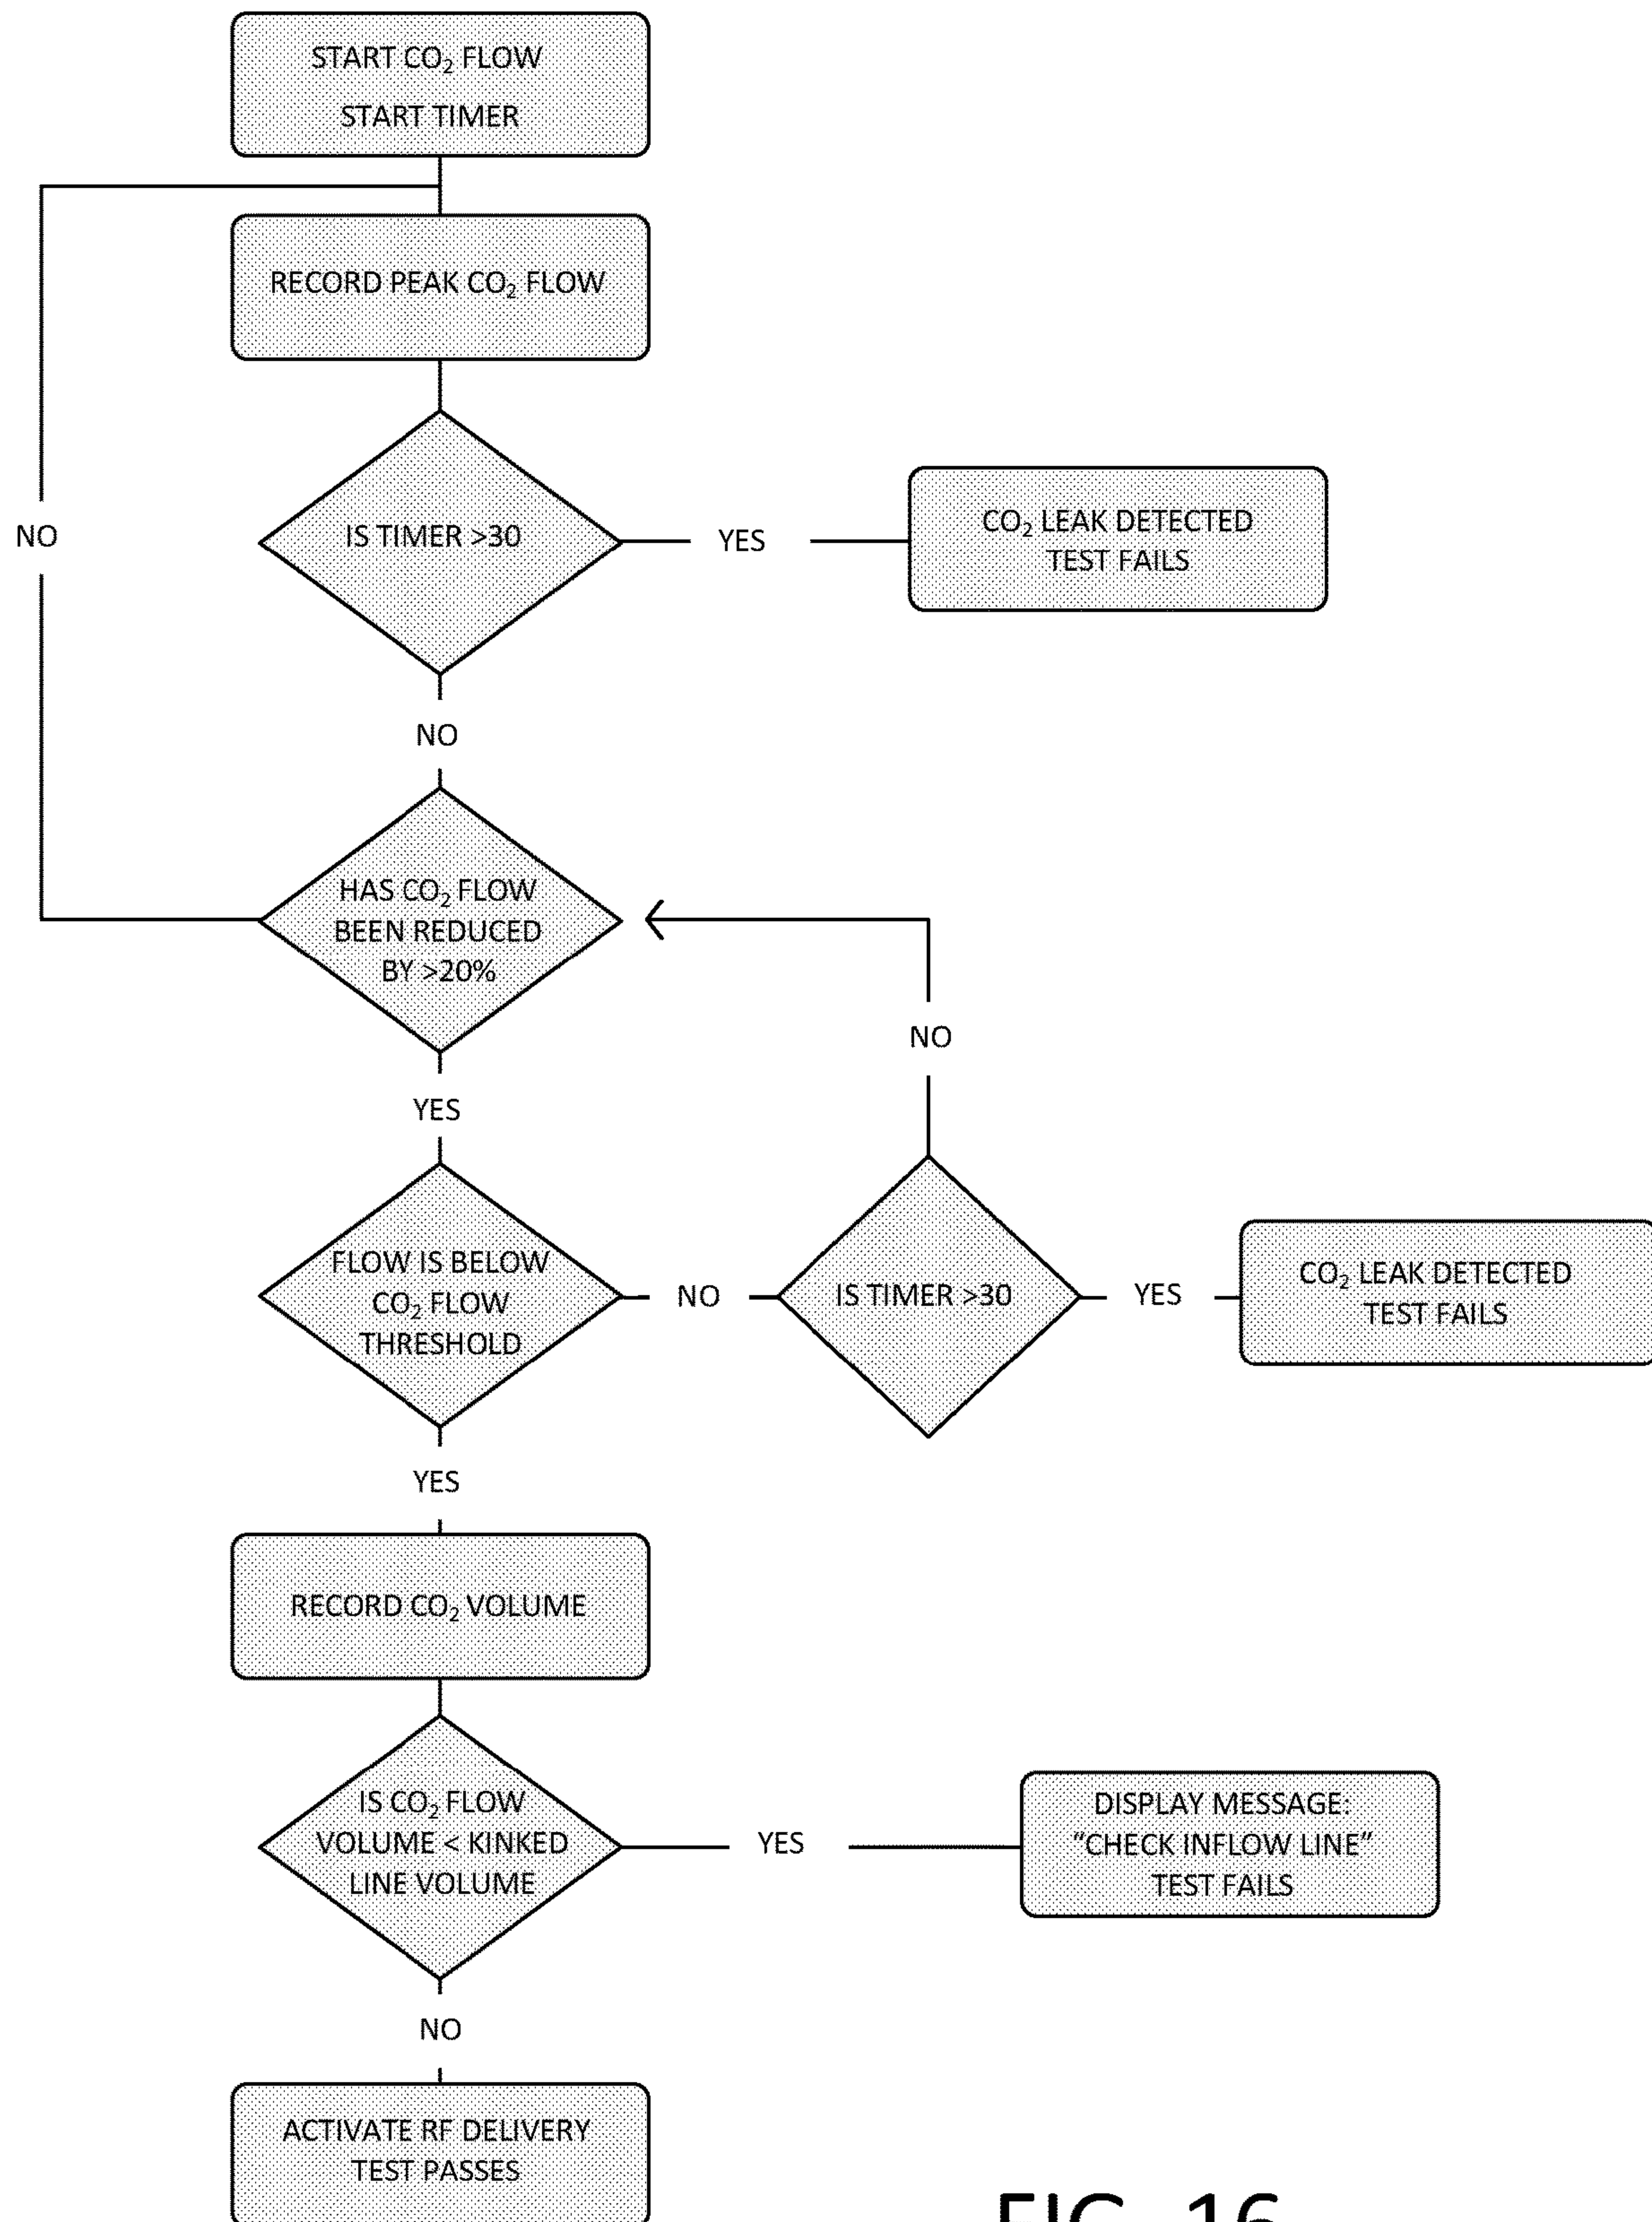 START CO₂ FLOW
START TIMER
RECORD PEAK CO₂ FLOW
IS TIMER >30
YES
CO₂ LEAK DETECTED
TEST FAILS
NO
NO
HAS CO₂ FLOW
BEEN REDUCED
BY >20%
NO
YES
FLOW IS BELOW
CO₂ FLOW
THRESHOLD
NO
IS TIMER >30
YES
CO₂ LEAK DETECTED
TEST FAILS
YES
RECORD CO₂ VOLUME
IS CO₂ FLOW
VOLUME < KINKED
LINE VOLUME
YES
DISPLAY MESSAGE:
“CHECK INFLOW LINE”
TEST FAILS
NO
ACTIVATE RF DELIVERY
TEST PASSES
FIG. 16